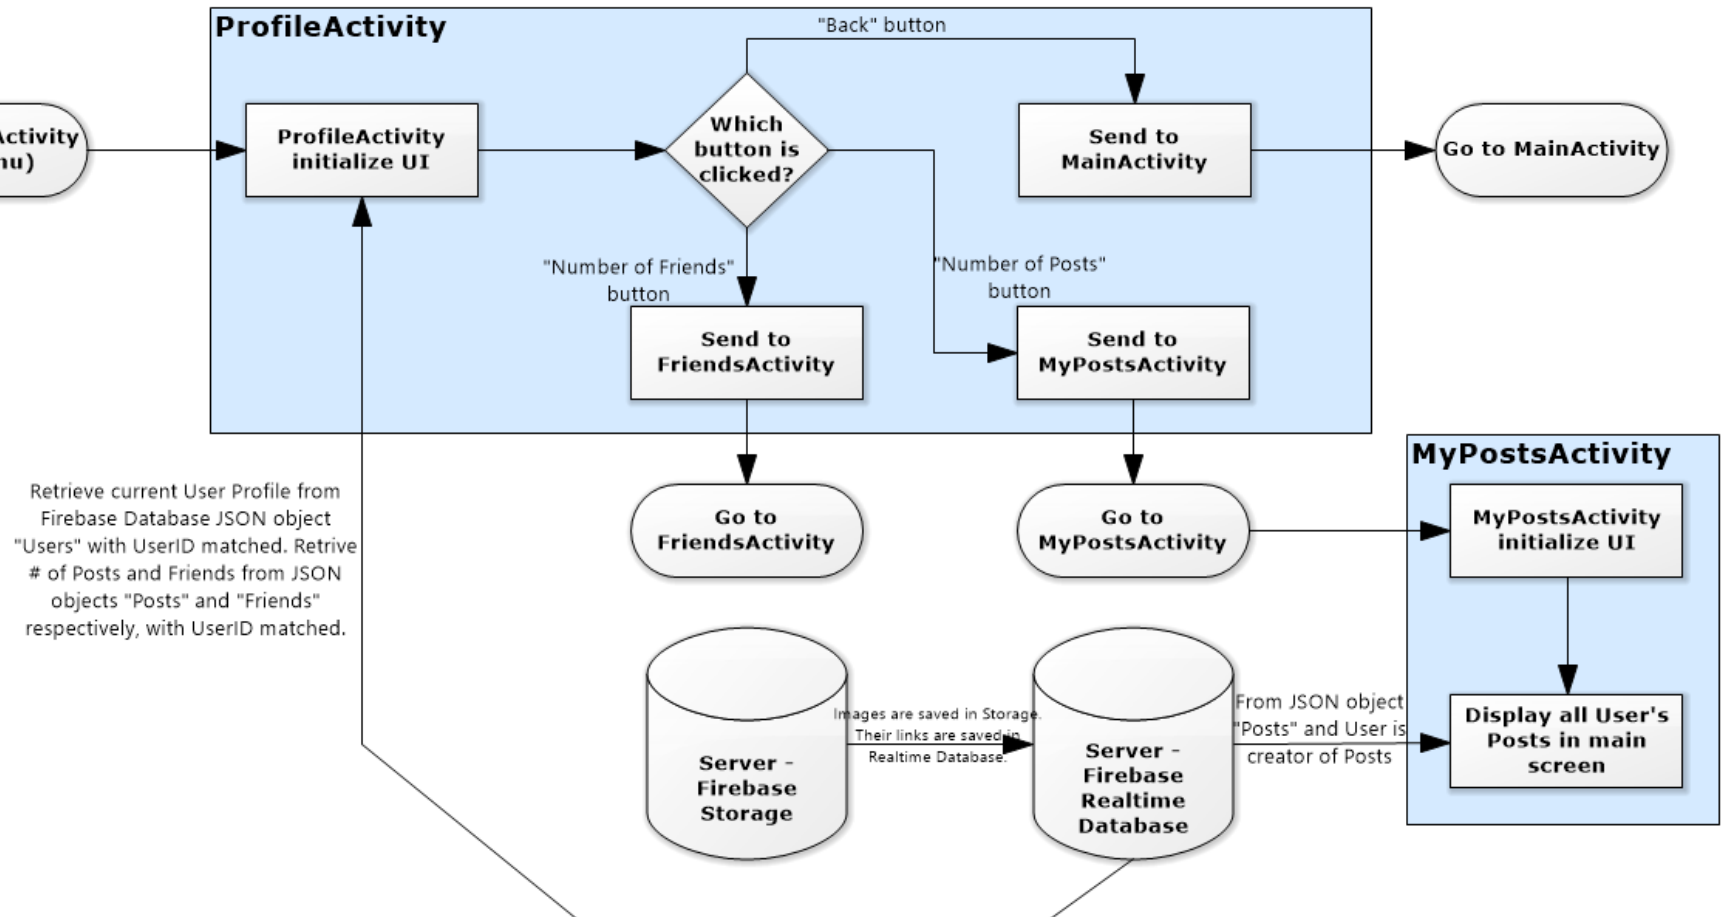 ProfileActivity
"Back" button
Which
button is
clicked?
ProfileActivity
initialize UI
Send to
MainActivity
Go to MainActivity
"Number of Friends"
button
"Number of Posts"
button
Send to
FriendsActivity
Send to
MyPostsActivity
MyPostsActivity
Retrieve current User Profile from
Firebase Database JSON object
"Users" with UserID matched. Retrive
# of Posts and Friends from JSON
objects "Posts" and "Friends"
respectively, with UserID matched.
Go to
FriendsActivity
Go to
MyPostsActivity
MyPostsActivity
initialize UI
Images are saved in Storage.
Their links are saved in
Realtime Database.
From JSON object
"Posts" and User is
creator of Posts
Display all User's
Posts in main
screen
Server -
Firebase
Storage
Server -
Firebase
Realtime
Database